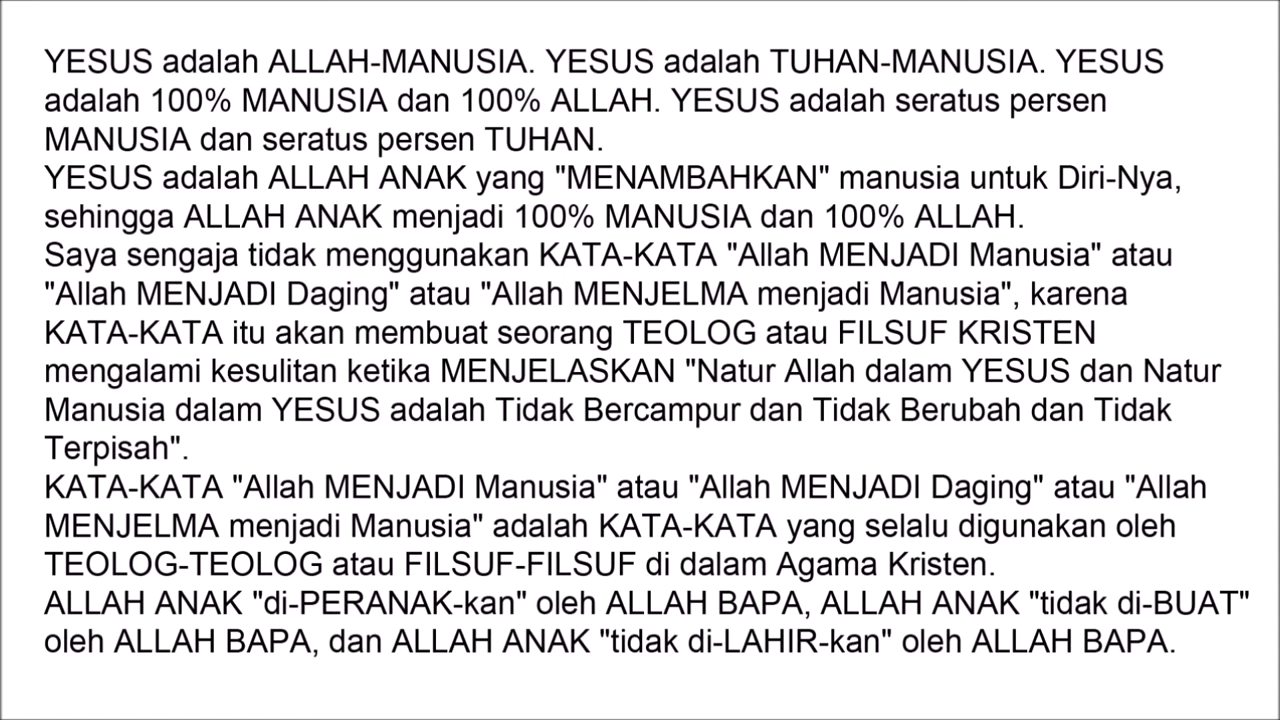 YESUS adalah ALLAH-MANUSIA. YESUS adalah TUHAN-MANUSIA. YESUS
adalah 100% MANUSIA dan 100% ALLAH. YESUS adalah seratus persen
MANUSIA dan seratus persen TUHAN.
YESUS adalah ALLAH ANAK yang "MENAMBAHKAN" manusia untuk Diri-Nya,
sehingga ALLAH ANAK menjadi 100% MANUSIA dan 100% ALLAH.
Saya sengaja tidak menggunakan KATA-KATA "Allah MENJADI Manusia" atau
"Allah MENJADI Daging" atau "Allah MENJELMA menjadi Manusia", karena
KATA-KATA itu akan membuat seorang TEOLOG atau FILSUF KRISTEN
mengalami kesulitan ketika MENJELASKAN "Natur Allah dalam YESUS dan Natur
Manusia dalam YESUS adalah Tidak Bercampur dan Tidak Berubah dan Tidak
Terpisah".
KATA-KATA "Allah MENJADI Manusia" atau "Allah MENJADI Daging" atau "Allah
MENJELMA menjadi Manusia" adalah KATA-KATA yang selalu digunakan oleh
TEOLOG-TEOLOG atau FILSUF-FILSUF di dalam Agama Kristen.
ALLAH ANAK "di-PERANAK-kan" oleh ALLAH BAPA, ALLAH ANAK "tidak di-BUAT"
oleh ALLAH BAPA, dan ALLAH ANAK "tidak di-LAHIR-kan" oleh ALLAH BAPA.